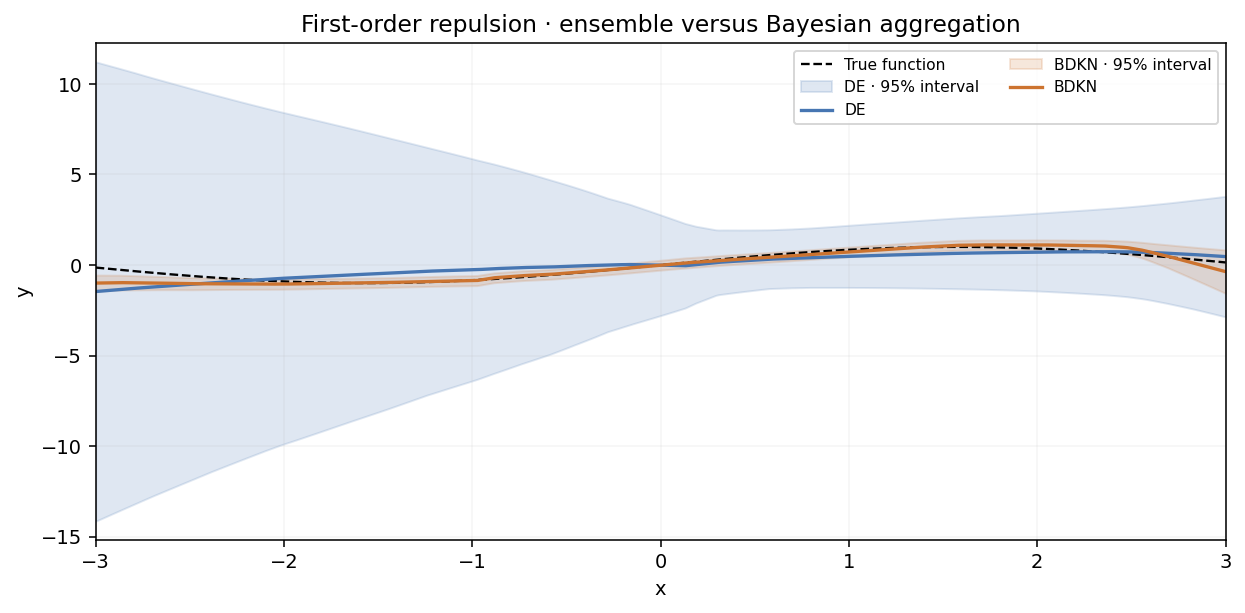 First-order repulsion · ensemble versus Bayesian aggregation
True function
DE · 95% interval
DE
BDKN · 95% interval
BDKN
10
5
0
−5
−10
−15
y
−3
−2
−1
0
1
2
3
x